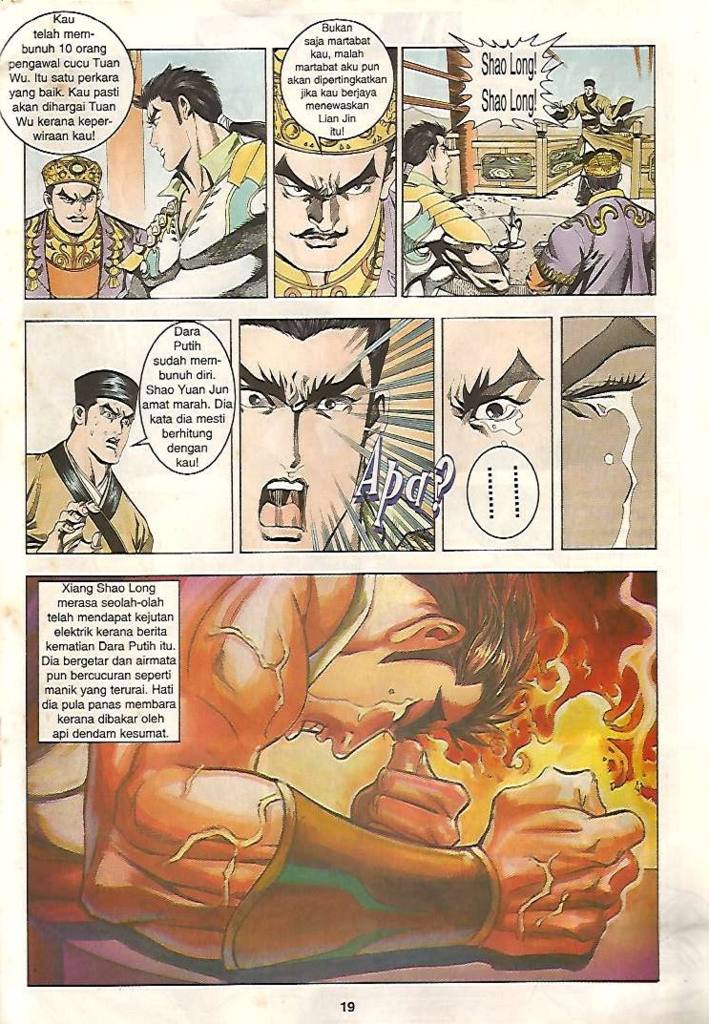 Kau
telah mem-
bunuh 10 orang
pengawal cucu Tuan
Wu. Itu satu perkara
yang baik. Kau pasti
akan dihargai Tuan
Wu kerana keper-
wiraan kau!
Bukan
saja martabat
kau, malah
martabat aku pun
akan dipertingkatkan
jika kau berjaya
menewaskan
Lian Jin
itu!
Shao Long!
Shao Long!
Dara
Putih
sudah mem-
bunuh diri.
Shao Yuan Jun
amat marah. Dia
kata dia mesti
berhitung
dengan
kau!
Apa?
Xiang Shao Long
merasa seolah-olah
telah mendapat kejutan
elektrik kerana berita
kematian Dara Putih itu.
Dia bergetar dan airmata
pun bercucuran seperti
manik yang terurai. Hati
dia pula panas membara
kerana dibakar oleh
api dendam kesumat.
19